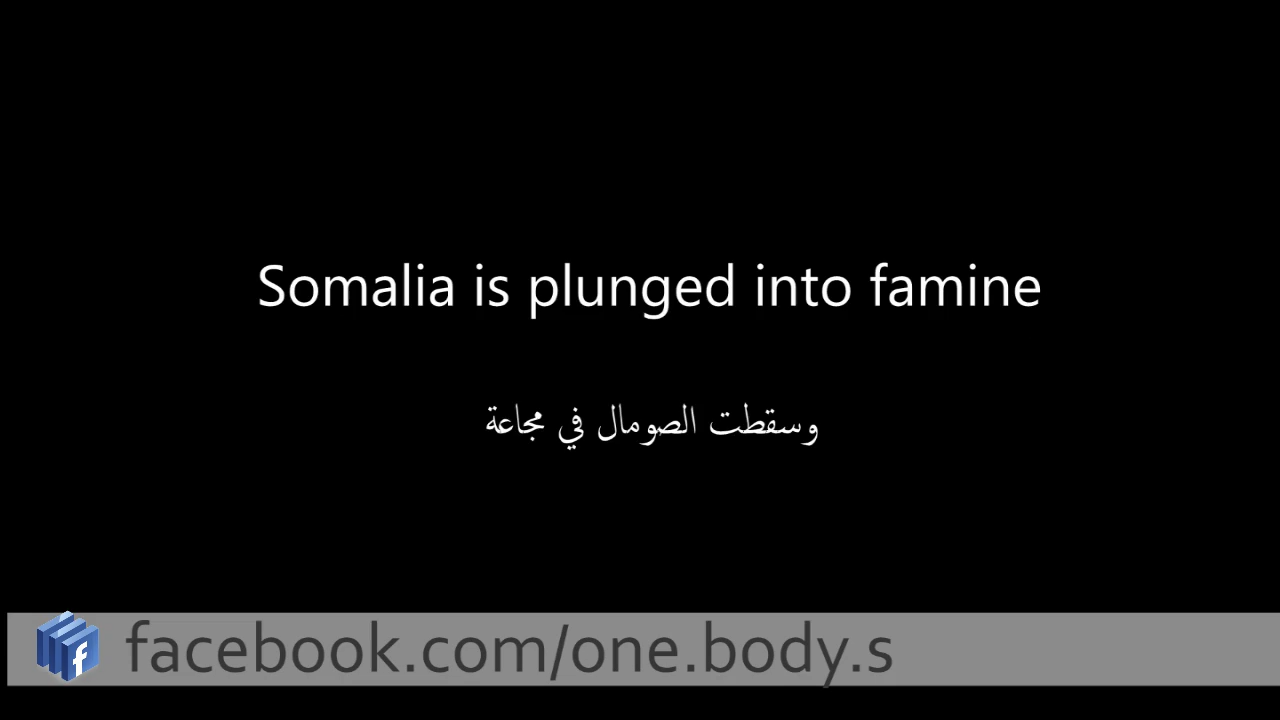 Somalia is plunged into famine
وسقطت الصومال في مجاعة
facebook.com/one.body.s